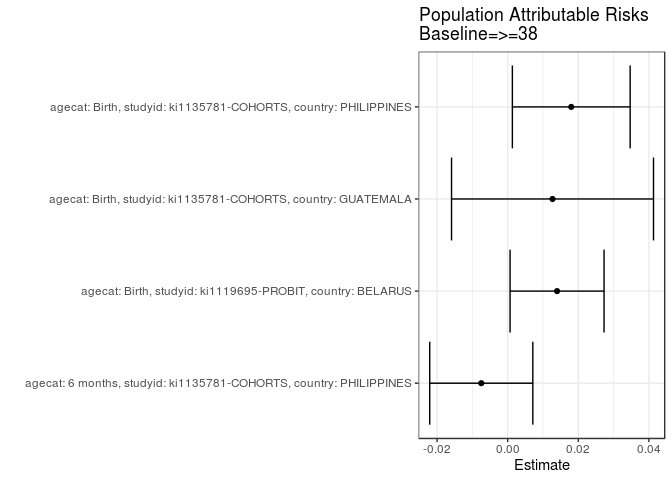 Population Attributable Risks
Baseline=>=38
agecat: Birth, studyid: ki1135781-COHORTS, country: PHILIPPINES
agecat: Birth, studyid: ki1135781-COHORTS, country: GUATEMALA
agecat: Birth, studyid: ki1119695-PROBIT, country: BELARUS
agecat: 6 months, studyid: ki1135781-COHORTS, country: PHILIPPINES
-0.02 0.00 0.02 0.04
Estimate